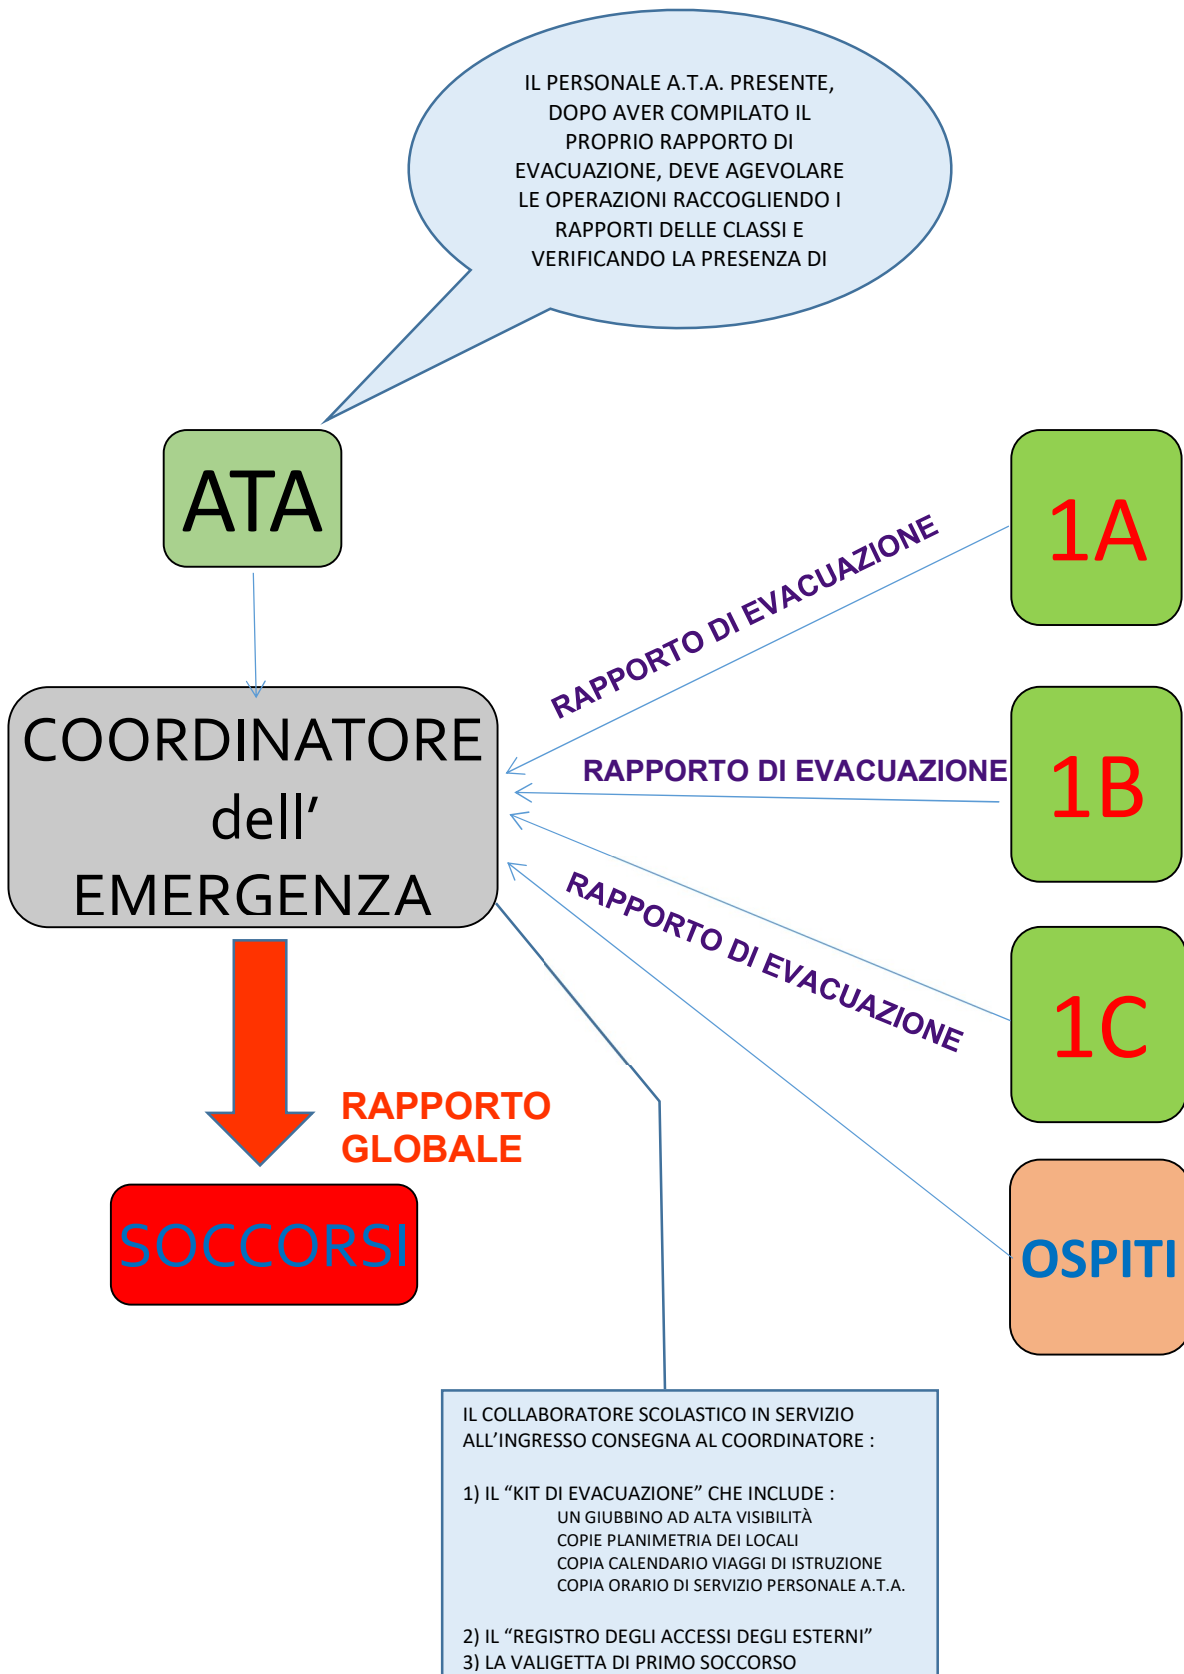 IL PERSONALE A.T.A. PRESENTE,
DOPO AVER COMPILATO IL
PROPRIO RAPPORTO DI
EVACUAZIONE, DEVE AGEVOLARE
LE OPERAZIONI RACCOGLIENDO I
RAPPORTI DELLE CLASSI E
VERIFICANDO LA PRESENZA DI
ATA
1A
RAPPORTO DI EVACUAZIONE
COORDINATORE
dell’
EMERGENZA
RAPPORTO DI EVACUAZIONE
1B
RAPPORTO DI EVACUAZIONE
1C
RAPPORTO
GLOBALE
SOCCORSI
OSPITI
IL COLLABORATORE SCOLASTICO IN SERVIZIO
ALL’INGRESSO CONSEGNA AL COORDINATORE :
1) IL “KIT DI EVACUAZIONE” CHE INCLUDE :
UN GIUBBINO AD ALTA VISIBILITÀ
COPIE PLANIMETRIA DEI LOCALI
COPIA CALENDARIO VIAGGI DI ISTRUZIONE
COPIA ORARIO DI SERVIZIO PERSONALE A.T.A.
2) IL “REGISTRO DEGLI ACCESSI DEGLI ESTERNI”
3) LA VALIGETTA DI PRIMO SOCCORSO